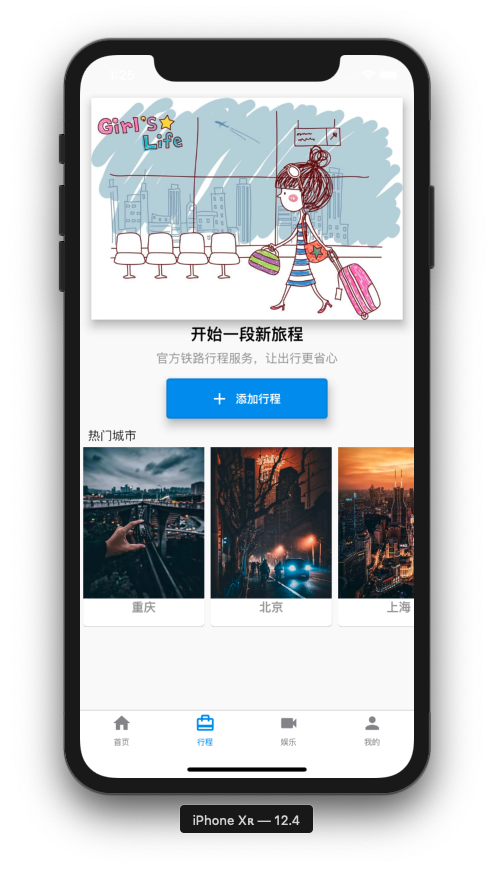 Girl's
Life
开始一段新旅程
官方铁路行程服务，让出行更省心
添加行程
热门城市
重庆
北京
上海
首页
行程
娱乐
我的
iPhone Xʀ — 12.4